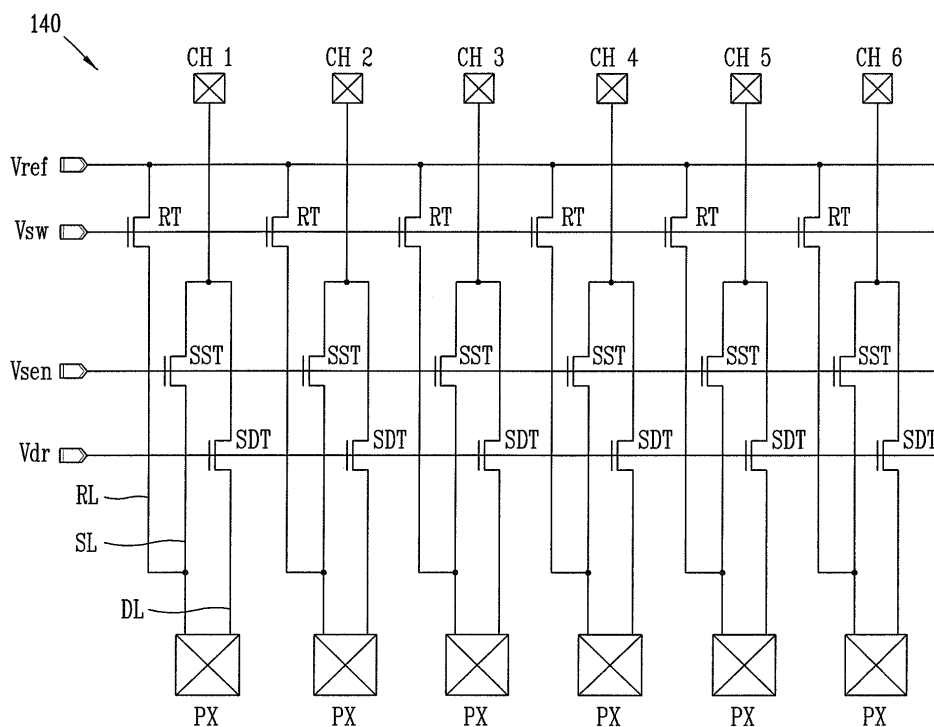 140
CH 1 CH 2 CH 3 CH 4 CH 5 CH 6
Vref
RT RT RT RT RT RT
Vsw
SST SST SST SST SST SST
Vsen
SDT SDT SDT SDT SDT SDT
Vdr
RL
SL
DL
PX PX PX PX PX PX